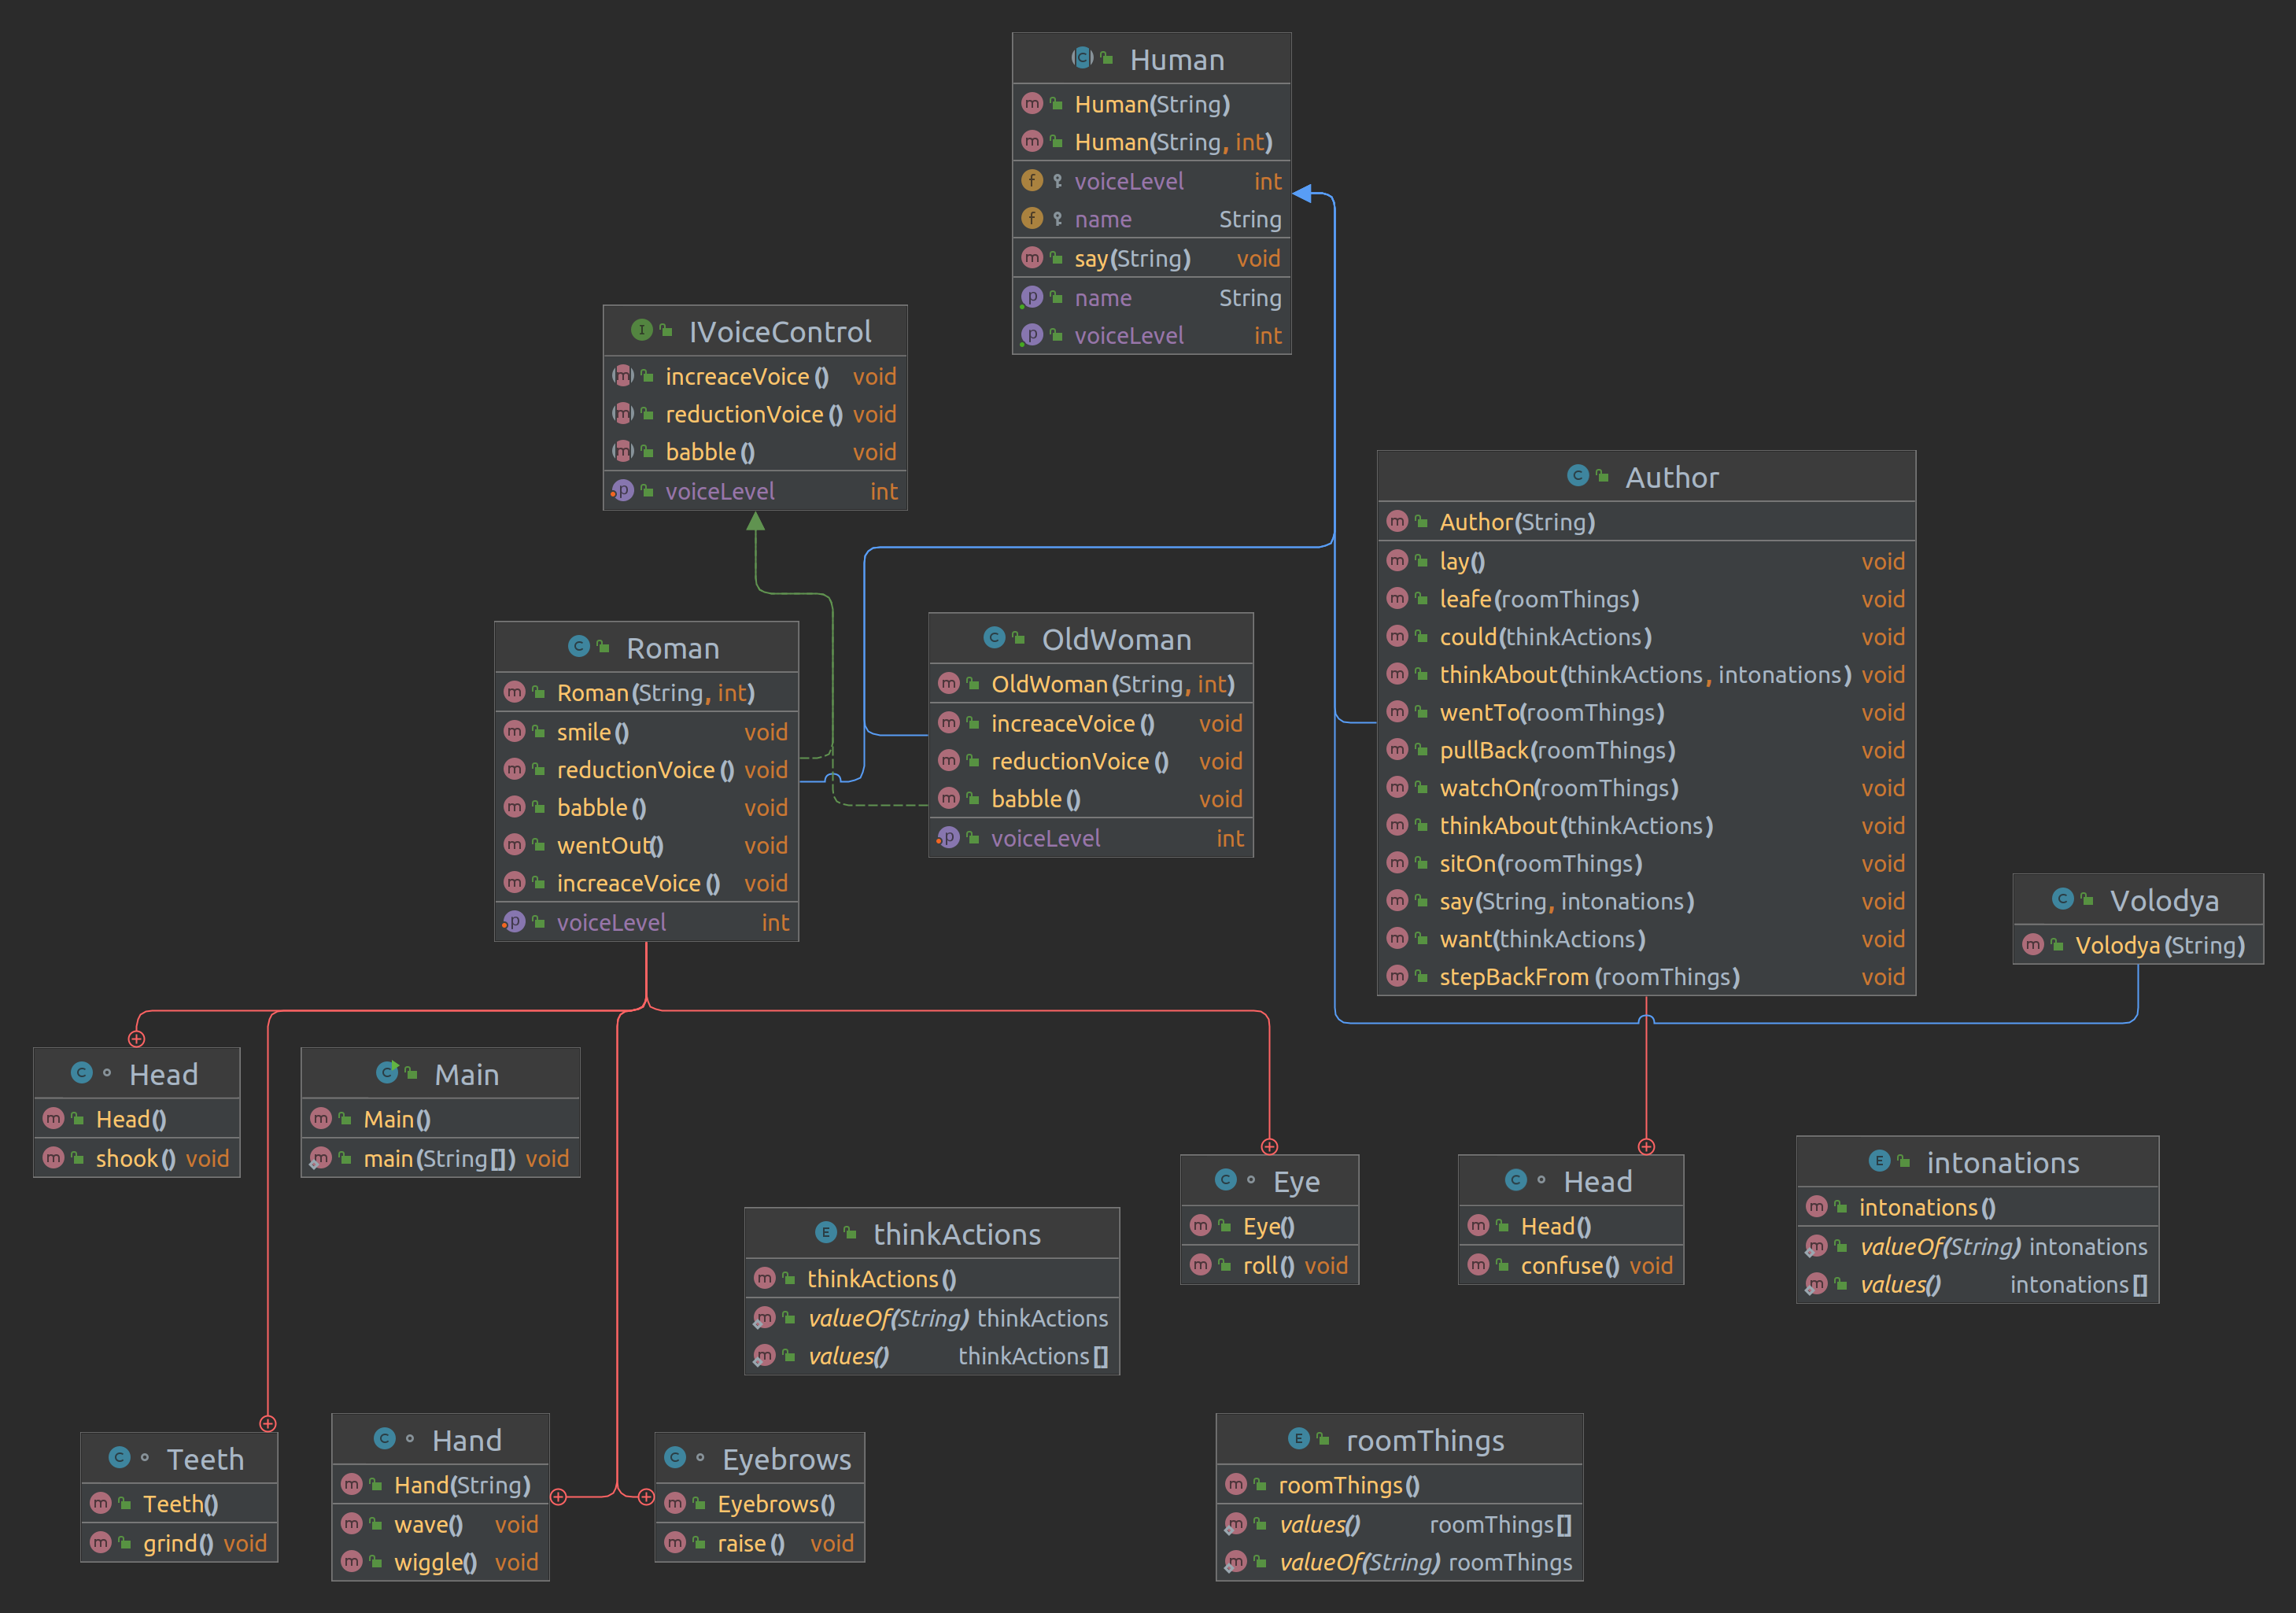 Human
Human(String)
Human(String, int)
voiceLevel int
name String
say(String) void
name String
voiceLevel int
IVoiceControl
increaceVoice() void
reductionVoice() void
babble() void
voiceLevel int
Author
Author(String)
lay() void
leafe(roomThings) void
could(thinkActions) void
thinkAbout(thinkActions, intonations) void
wentTo(roomThings) void
pullBack(roomThings) void
watchOn(roomThings) void
thinkAbout(thinkActions) void
sitOn(roomThings) void
say(String, intonations) void
want(thinkActions) void
stepBackFrom(roomThings) void
Roman
Roman(String, int)
smile() void
reductionVoice() void
babble() void
wentOut() void
increaceVoice() void
voiceLevel int
OldWoman
OldWoman(String, int)
increaceVoice() void
reductionVoice() void
babble() void
voiceLevel int
Volodya
Volodya(String)
Head
Head()
shook() void
Main
Main()
main(String[]) void
thinkActions
thinkActions()
valueOf(String) thinkActions
values() thinkActions[]
Eye
Eye()
roll() void
Head
Head()
confuse() void
intonations
intonations()
valueOf(String) intonations
values() intonations[]
Teeth
Teeth()
grind() void
Hand
Hand(String)
wave() void
wiggle() void
Eyebrows
Eyebrows()
raise() void
roomThings
roomThings()
values() roomThings[]
valueOf(String) roomThings